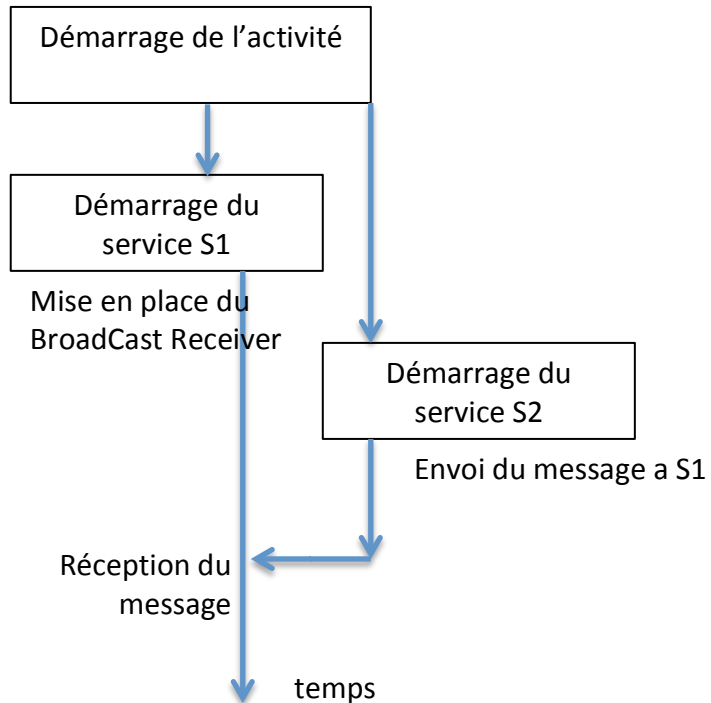 Démarrage de l'activité
Démarrage du
service S1
Mise en place du
BroadCast Receiver
Démarrage du
service S2
Envoi du message a S1
Réception du
message
temps